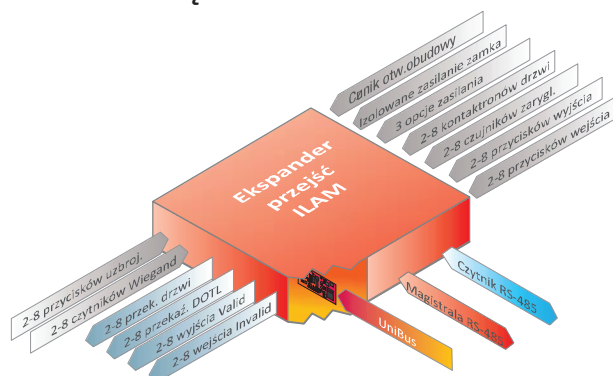 Cœnik otw.obudowy
Izolowane zasilanie zamka
3 opcje zasilania
2-8 kontaktronów drzwi
2-8 czujników zarygl.
2-8 przycisków wyjścia
2-8 przycisków wejścia
Ekspander
przejść
ILAM
2-8 przycisków uzbroj.
2-8 czytników Wiegand
2-8 przek. drzwi
2-8 przekaź. DOTL
2-8 wyjścia Valid
2-8 wejścia Invalid
UniBus
Magistrala RS-485
Czytnik RS-485